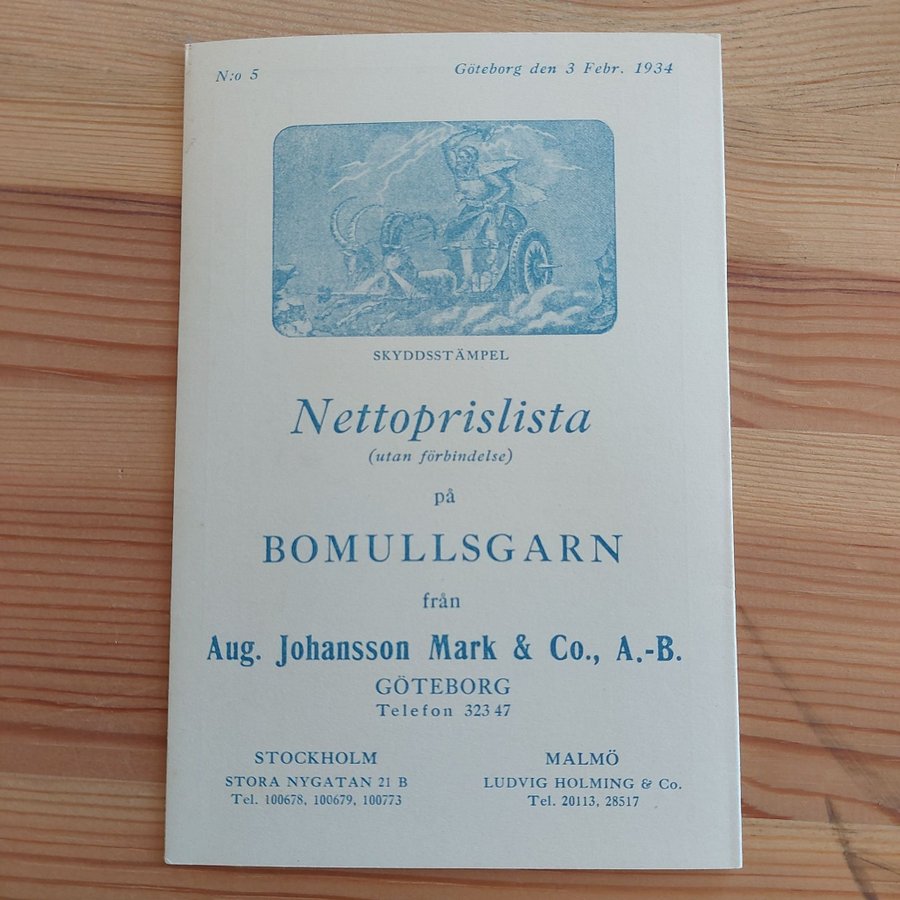 N:o 5
Göteborg den 3 Febr. 1934
SKYDDSSTÄMPEL
Nettoprislista
(utan förbindelse)
på
BOMULLSGARN
från
Aug. Johansson Mark & Co., A.-B.
GÖTEBORG
Telefon 323 47
STOCKHOLM
STORA NYGATAN 21 B
Tel. 100678, 100679, 100773
MALMÖ
LUDVIG HOLMING & Co.
Tel. 20113, 28517